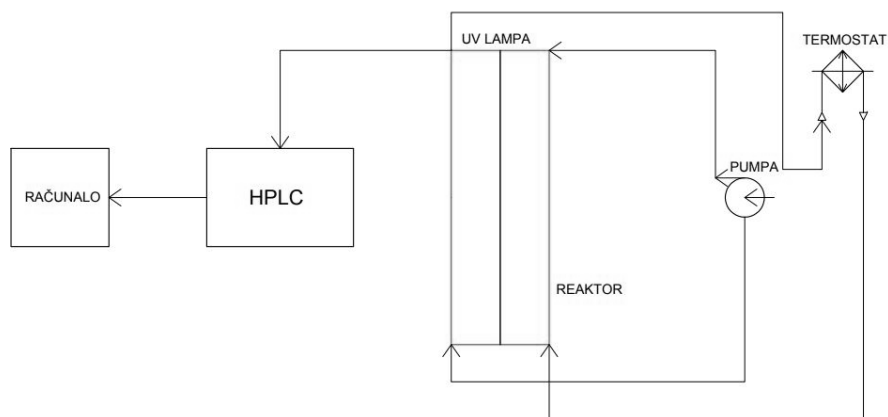 UV LAMPA
TERMOSTAT
PUMPA
RAČUNALO
HPLC
REAKTOR